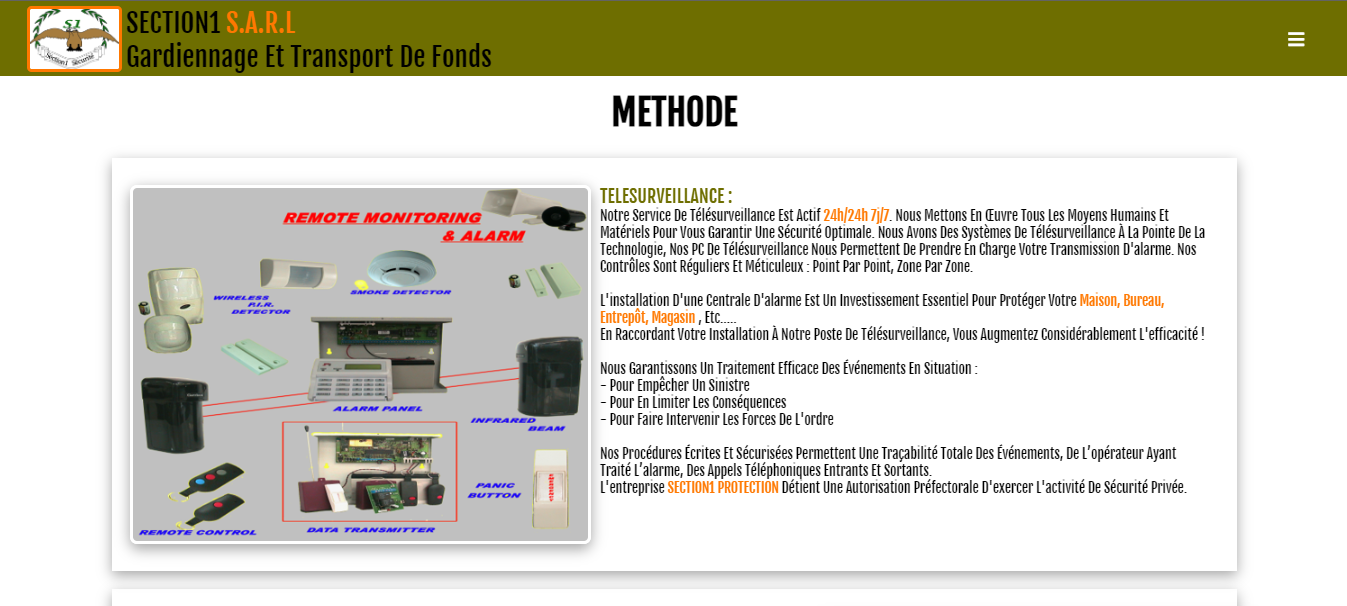 S1
Section1 Sécurité
SECTION1 S.A.R.L
Gardiennage Et Transport De Fonds
METHODE
REMOTE MONITORING
& ALARM
WIRELESS
P.I.R.
DETECTOR
SMOKE DETECTOR
ALARM PANEL
INFRARED
BEAM
PANIC
BUTTON
REMOTE CONTROL
DATA TRANSMITTER
TELESURVEILLANCE :
Notre Service De Télésurveillance Est Actif 24h/24h 7j/7. Nous Mettons En Œuvre Tous Les Moyens Humains Et
Matériels Pour Vous Garantir Une Sécurité Optimale. Nous Avons Des Systèmes De Télésurveillance À La Pointe De La
Technologie, Nos PC De Télésurveillance Nous Permettent De Prendre En Charge Votre Transmission D'alarme. Nos
Contrôles Sont Réguliers Et Méticuleux : Point Par Point, Zone Par Zone.
L'installation D'une Centrale D'alarme Est Un Investissement Essentiel Pour Protéger Votre Maison, Bureau,
Entrepôt, Magasin , Etc.....
En Raccordant Votre Installation À Notre Poste De Télésurveillance, Vous Augmentez Considérablement L'efficacité !
Nous Garantissons Un Traitement Efficace Des Événements En Situation :
- Pour Empêcher Un Sinistre
- Pour En Limiter Les Conséquences
- Pour Faire Intervenir Les Forces De L'ordre
Nos Procédures Écrites Et Sécurisées Permettent Une Traçabilité Totale Des Événements, De L’opérateur Ayant
Traité L’alarme, Des Appels Téléphoniques Entrants Et Sortants.
L'entreprise SECTION1 PROTECTION Détient Une Autorisation Préfectorale D'exercer L'activité De Sécurité Privée.